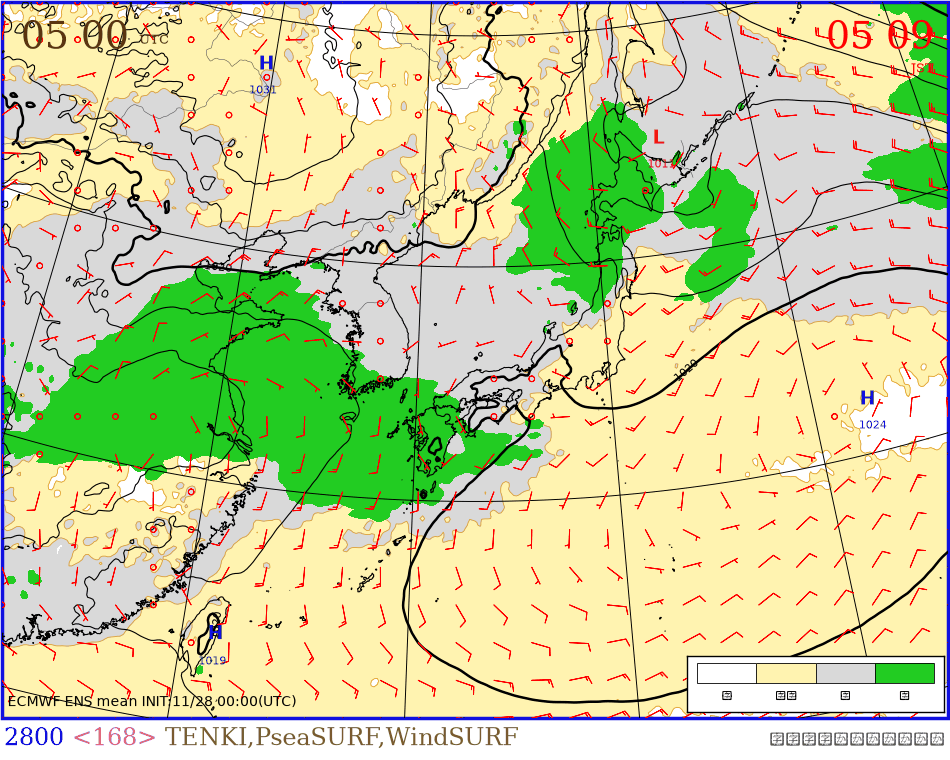 05 00 UTC
05 09
JST
H
1031
L
1011
1020
1020
H
1024
H
1019
ECMWF ENS mean INIT:11/28 00:00(UTC)
2800 <168> TENKI,PseaSURF,WindSURF